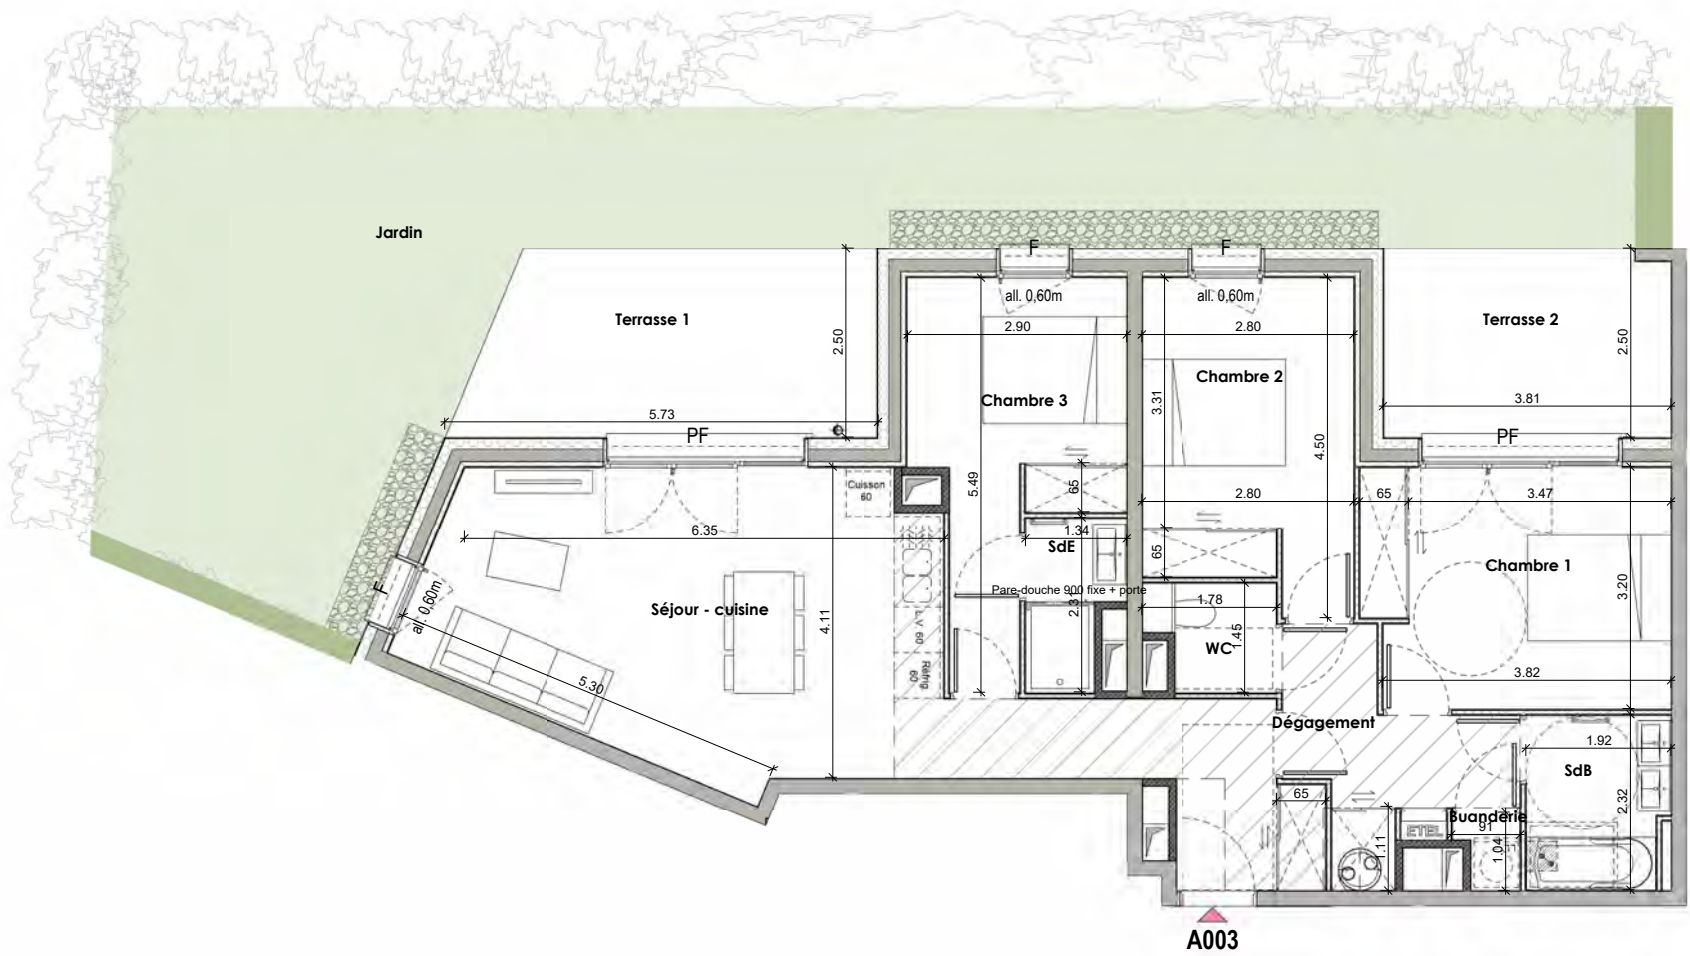 Jardin
Terrasse 1
2.50
5.73
PF
F
all. 0,60m
2.90
Chambre 3
5.49
65
1.34
SdE
Pare-douche 900 fixe + porte
2.31
F
all. 0,60m
2.80
Chambre 2
3.31
4.50
2.80
65
1.78
WC
1.45
Terrasse 2
2.50
3.81
PF
65
3.47
Chambre 1
3.20
3.82
Cuisson
60
6.35
F
all. 0,60m
Séjour - cuisine
4.11
L.V. 60
Réfrig
60
5.30
Dégagement
1.92
SdB
2.32
65
1.11
ETEL
Buanderie
91
1.04
A003